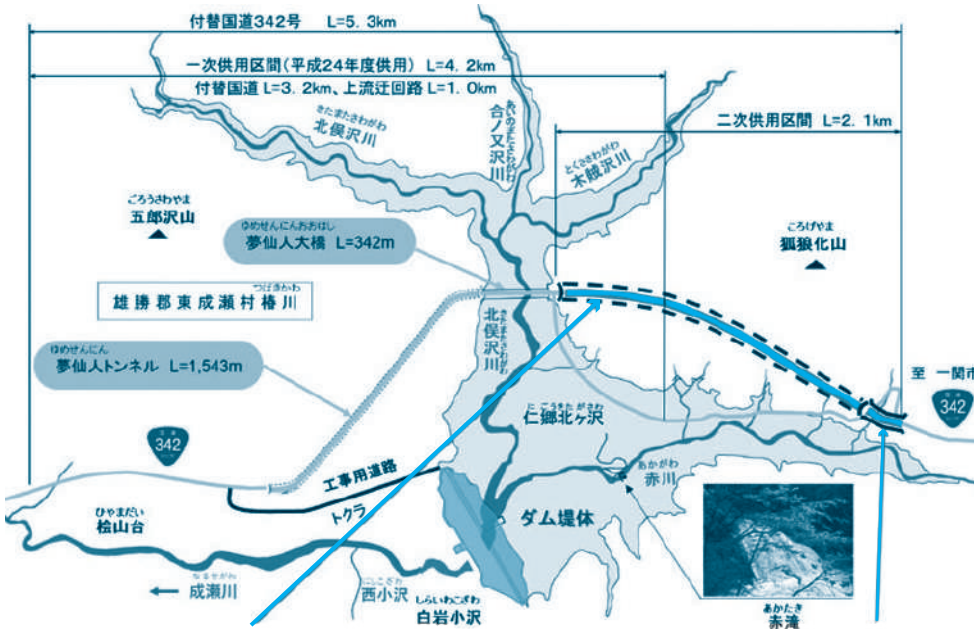 付替国道342号 L=5. 3km
一次供用区間(平成24年度供用) L=4. 2km
付替国道 L=3. 2km、上流迂回路 L=1. 0km
二次供用区間 L=2. 1km
きたまたさわがわ
北俣沢川
あいのまたさわがわ
合ノ又沢川
とくさざわがわ
木賊沢川
ごろうさわやま
五郎沢山
ゆめせんにんおおはし
夢仙人大橋 L=342m
ころげやま
狐狼化山
つばきかわ
雄勝郡東成瀬村椿川
北俣沢川
きたまたさわがわ
ゆめせんにん
夢仙人トンネル L=1,543m
至 一関市
342
342
にごうきたがさわ
仁郷北ヶ沢
工事用道路
トクラ
あかがわ
赤川
ひやまだい
桧山台
ダム堤体
なるせがわ
成瀬川
にしこざわ
西小沢
しらいわこざわ
白岩小沢
あかたき
赤滝